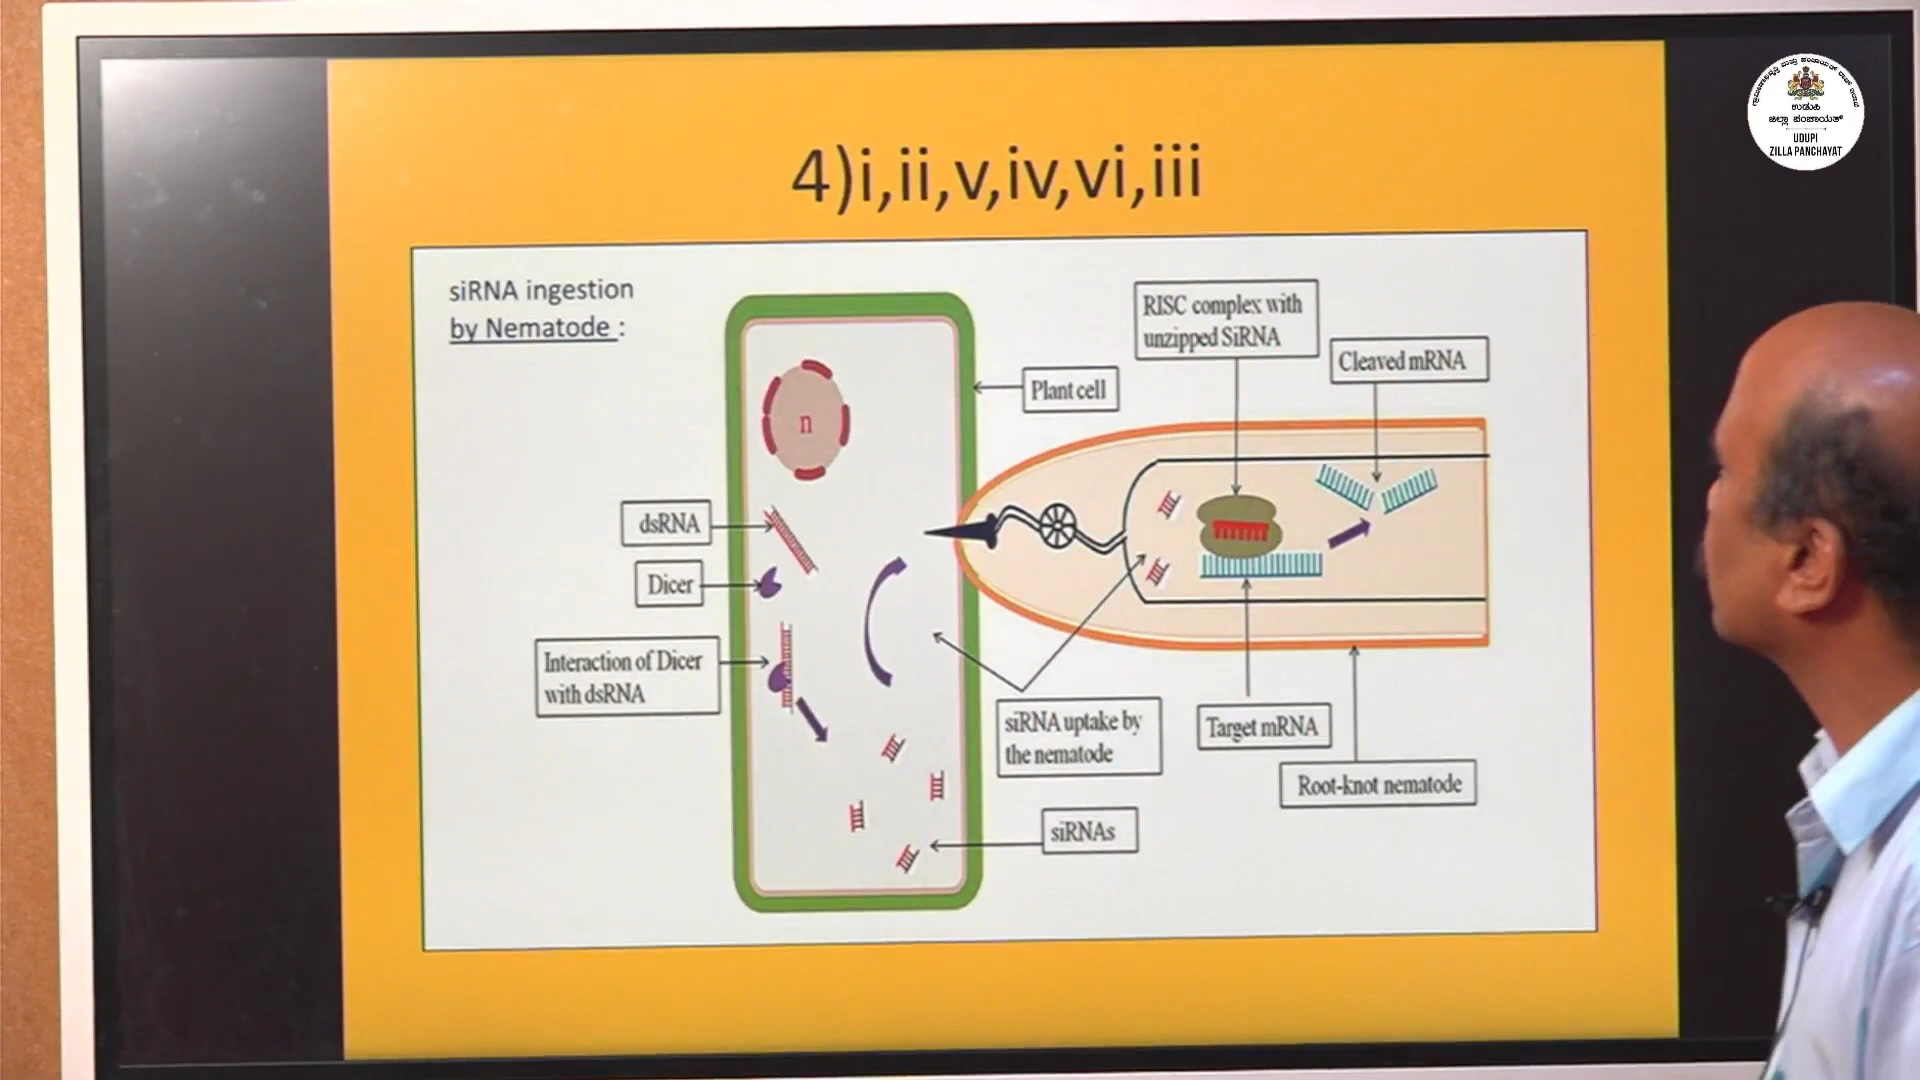 4)i,ii,v,iv,vi,iii
siRNA ingestion
by Nematode :
RISC complex with
unzipped SiRNA
Cleaved mRNA
Plant cell
n
dsRNA
Dicer
Interaction of Dicer
with dsRNA
siRNA uptake by
the nematode
Target mRNA
Root-knot nematode
siRNAs
ಉಡುಪಿ
ಜಿಲ್ಲಾ ಪಂಚಾಯತ್
UDUPI
ZILLA PANCHAYAT